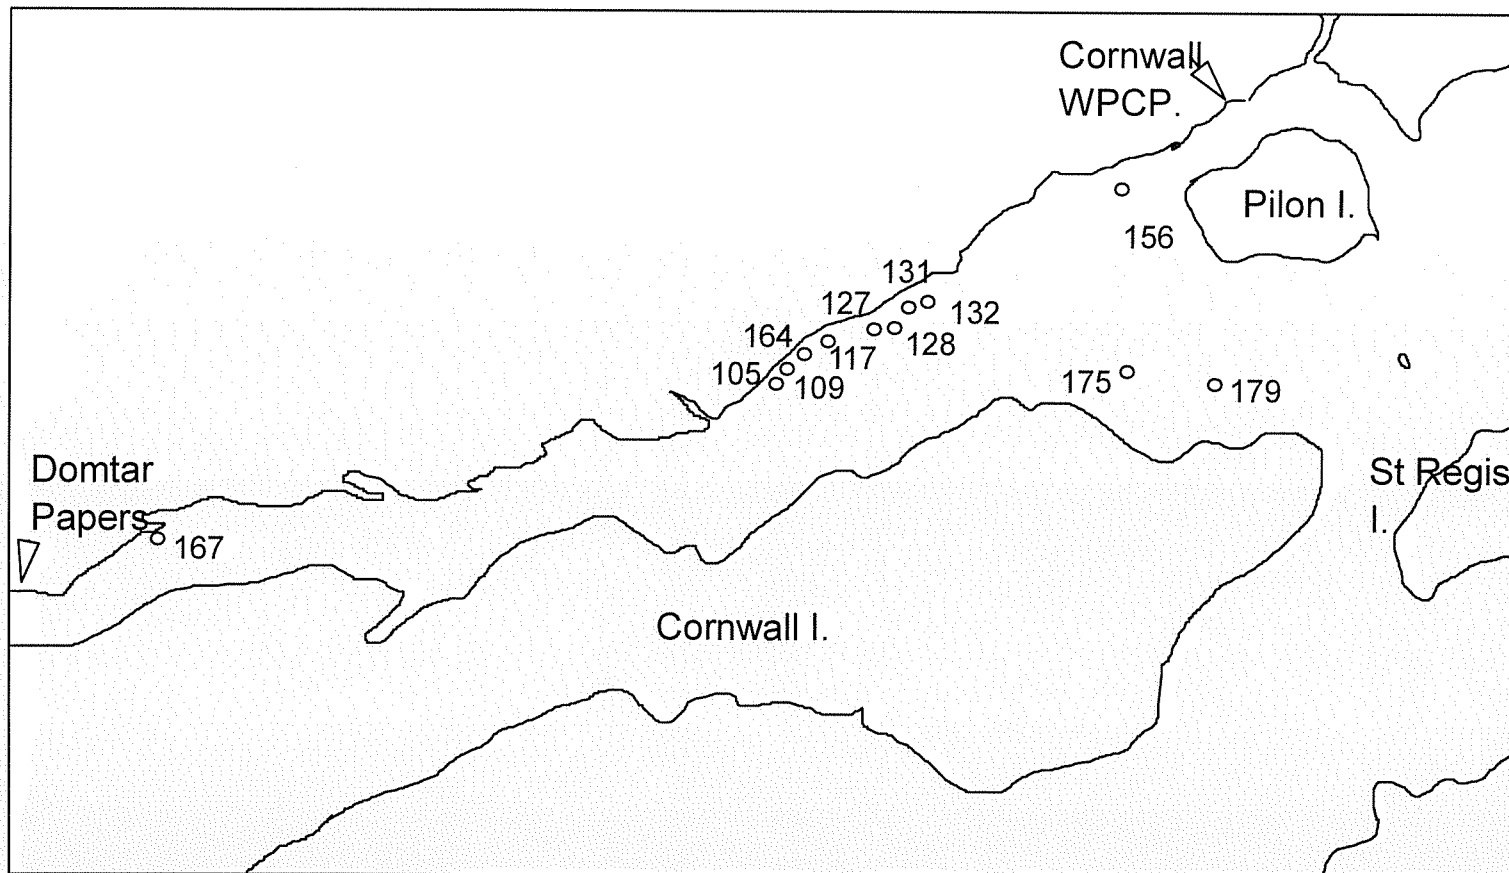 Cornwall
WPCP.
Pilon I.
156
131
127
132
164
117
128
105
109
175
179
Domtar
Papers
St Regis
I.
167
Cornwall I.